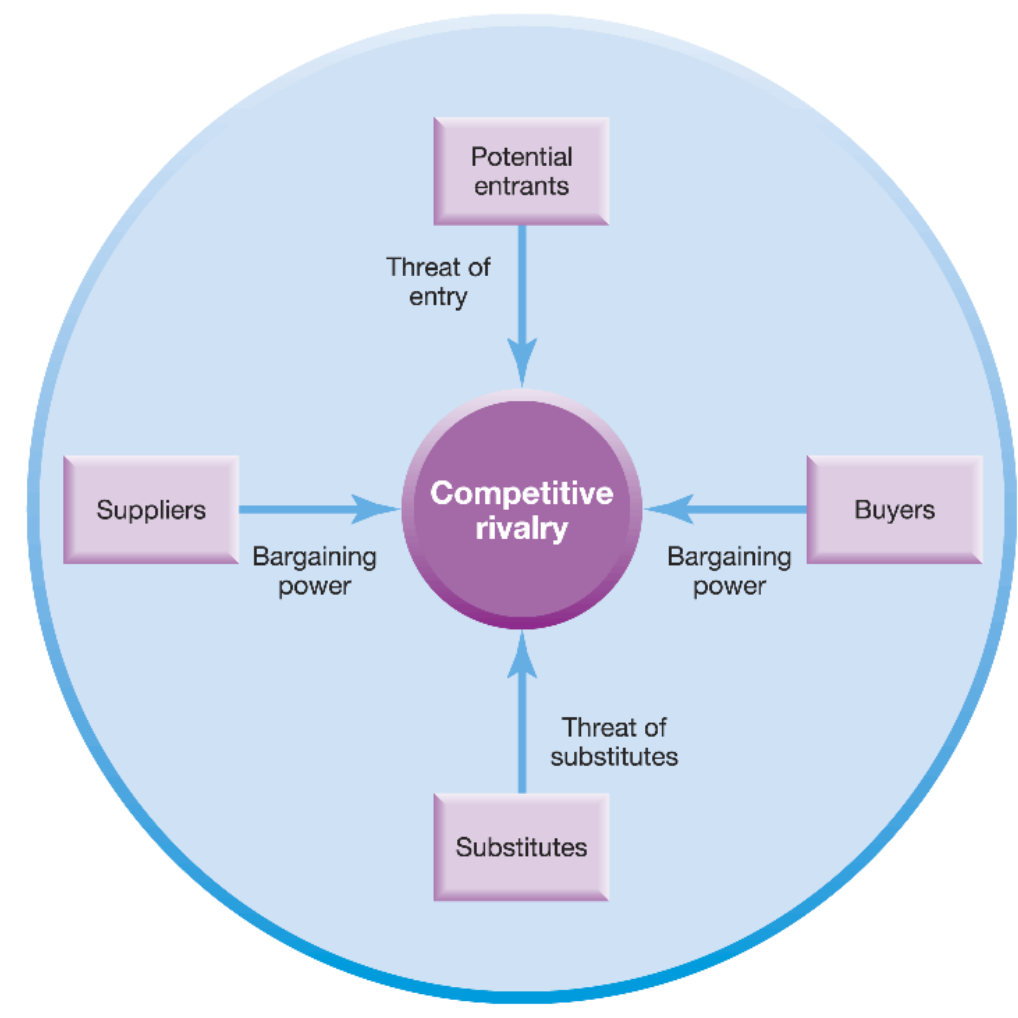 Potential
entrants
Threat of
entry
Suppliers
Bargaining
power
Competitive
rivalry
Bargaining
power
Buyers
Threat of
substitutes
Substitutes